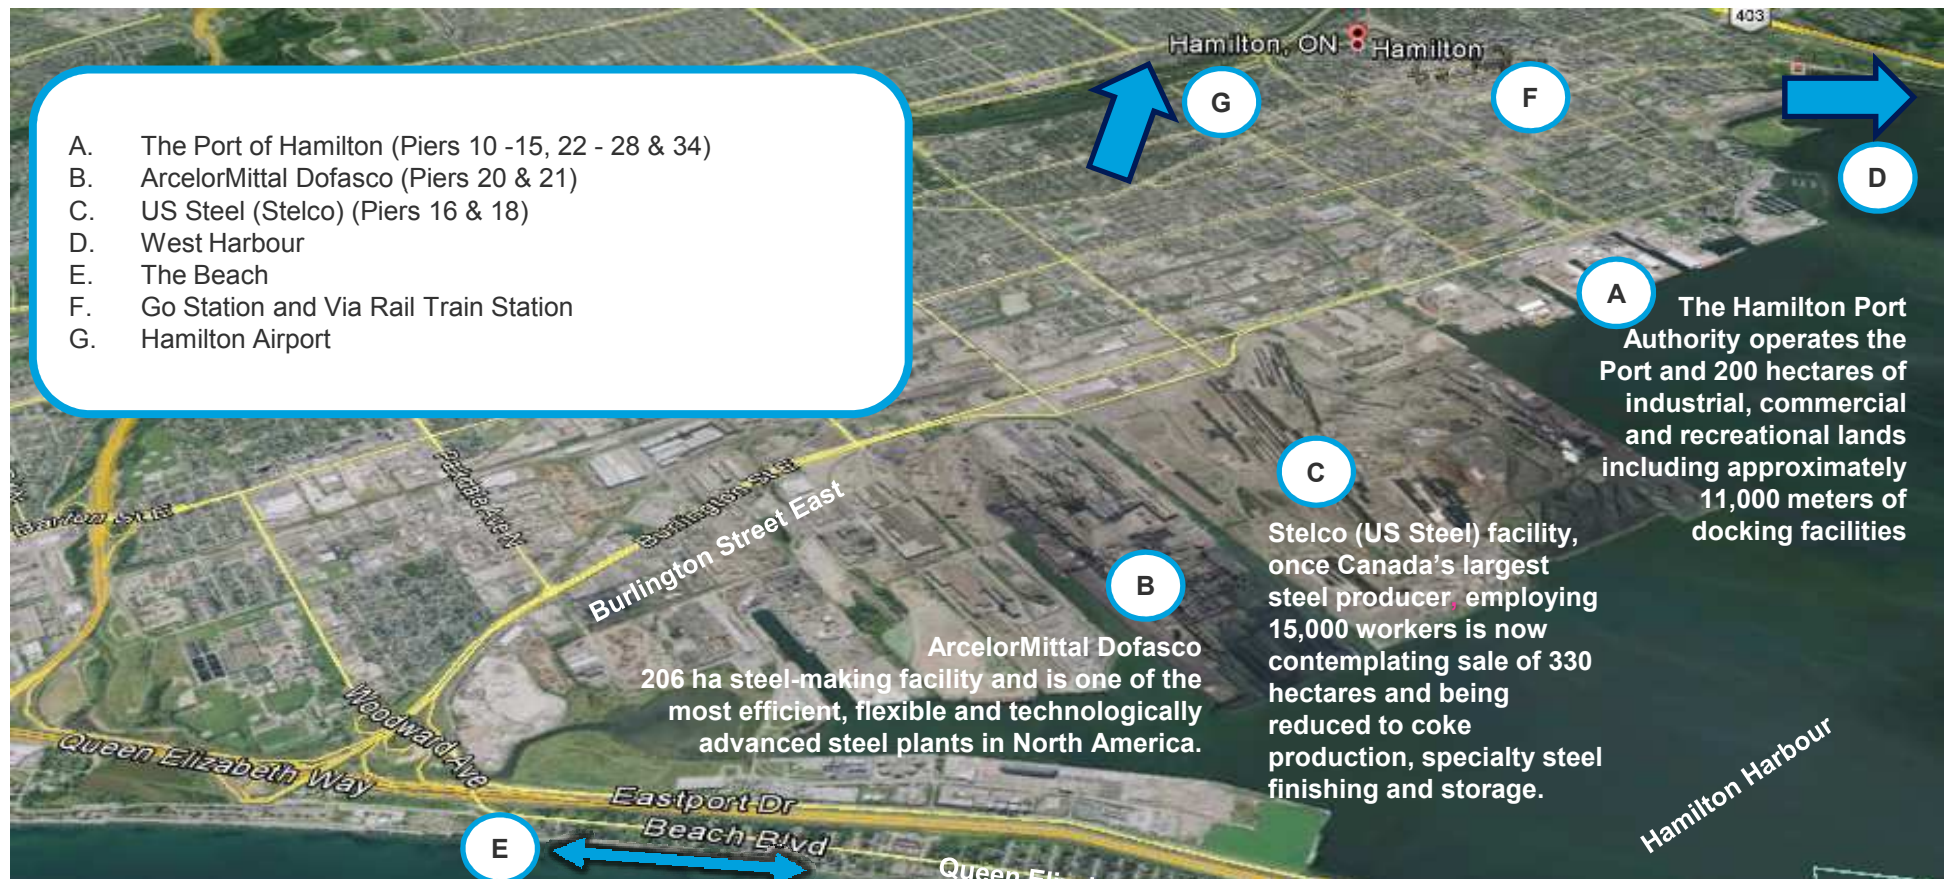 403
Hamilton, ON
Hamilton
G
F
D
A. The Port of Hamilton (Piers 10 -15, 22 - 28 & 34)
B. ArcelorMittal Dofasco (Piers 20 & 21)
C. US Steel (Stelco) (Piers 16 & 18)
D. West Harbour
E. The Beach
F. Go Station and Via Rail Train Station
G. Hamilton Airport
A
The Hamilton Port
Authority operates the
Port and 200 hectares of
industrial, commercial
and recreational lands
including approximately
11,000 meters of
docking facilities
C
Stelco (US Steel) facility,
once Canada's largest
steel producer, employing
15,000 workers is now
contemplating sale of 330
hectares and being
reduced to coke
production, specialty steel
finishing and storage.
Parkdale Ave N
Burlington St E
Burlington Street East
Barton St E
B
ArcelorMittal Dofasco
206 ha steel-making facility and is one of the
most efficient, flexible and technologically
advanced steel plants in North America.
Woodward Ave
Queen Elizabeth Way
Eastport Dr
Beach Blvd
Hamilton Harbour
E
Queen